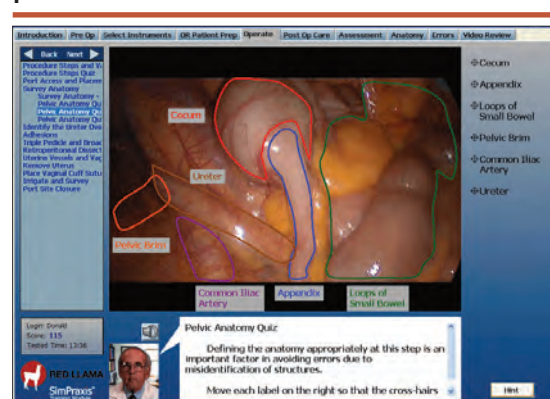 Introduction Pre Op Select Instruments OR Patient Prep Operate Post Op Care Assessment Anatomy Errors Video Review
Back Next
Procedure Steps and Vi
Procedure Steps Quiz
Port Access and Placem
Survey Anatomy
Survey Anatomy -
Pelvic Anatomy Qu
Pelvic Anatomy Qu
Pelvic Anatomy Qu
Identify the Ureter Ova
Adhesions
Triple Pedicle and Broad
Retroperitoneal Dissect
Uterine Vessels and Vag
Remove Uterus
Place Vaginal Cuff Sutu
Irrigate and Survey
Port Site Closure
Cecum
Ureter
Pelvic Brim
Common Iliac
Artery
Appendix
Loops of
Small Bowel
Cecum
Appendix
Loops of
Small Bowel
Pelvic Brim
Common Iliac
Artery
Ureter
Login: Donald
Score: 115
Tested Time: 13:36
RED LLAMA
SimPraxis
Pelvic Anatomy Quiz
Defining the anatomy appropriately at this step is an
important factor in avoiding errors due to
misidentification of structures.
Move each label on the right so that the cross-hairs
Hint